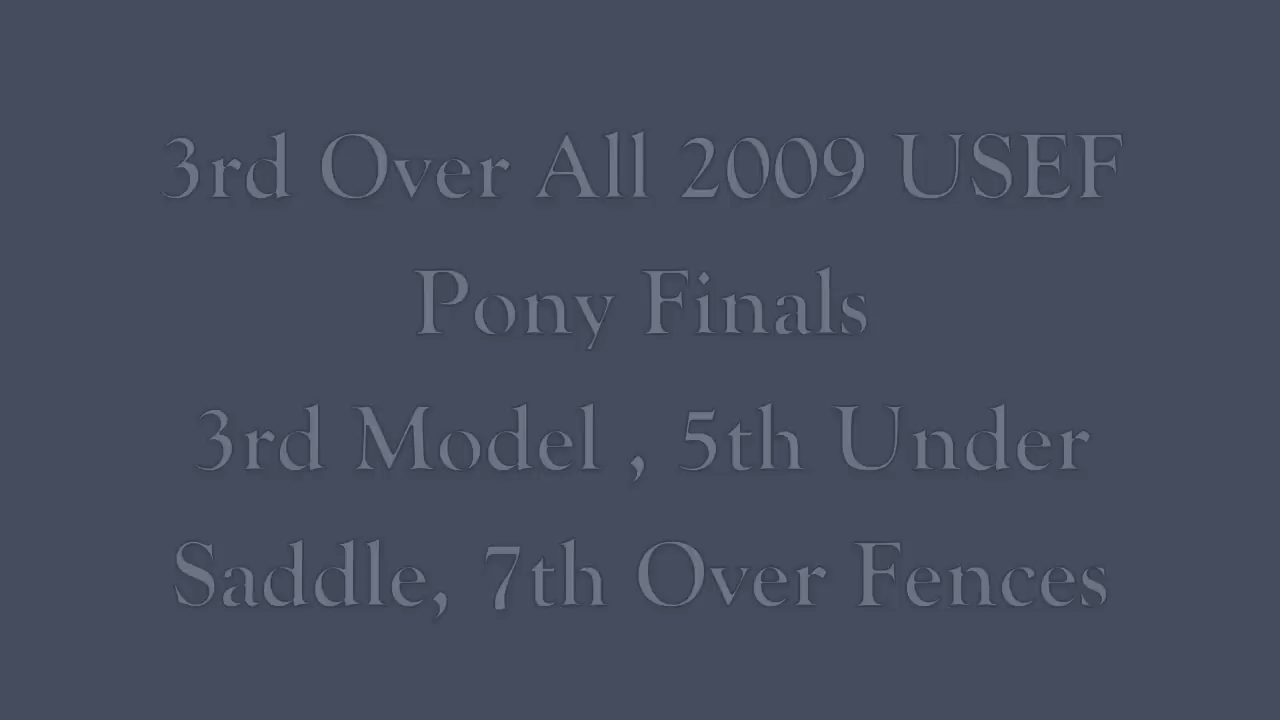 3rd Over All 2009 USEF
Pony Finals
3rd Model , 5th Under
Saddle, 7th Over Fences